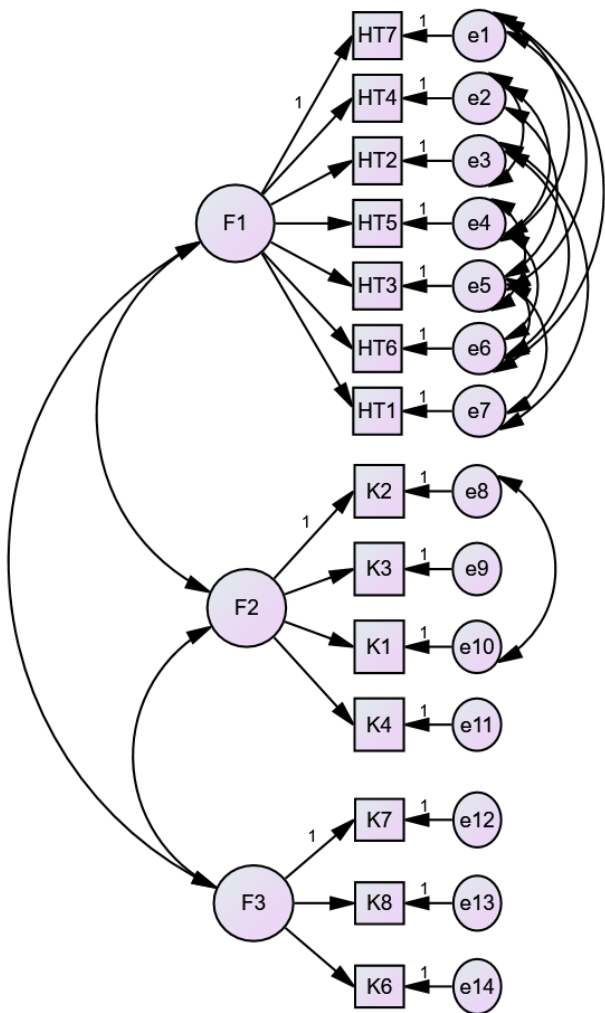 HT7 1 e1
1
HT4 1 e2
HT2 1 e3
F1
HT5 1 e4
HT3 1 e5
HT6 1 e6
HT1 1 e7
K2 1 e8
1
K3 1 e9
F2
K1 1 e10
K4 1 e11
K7 1 e12
1
F3
K8 1 e13
K6 1 e14